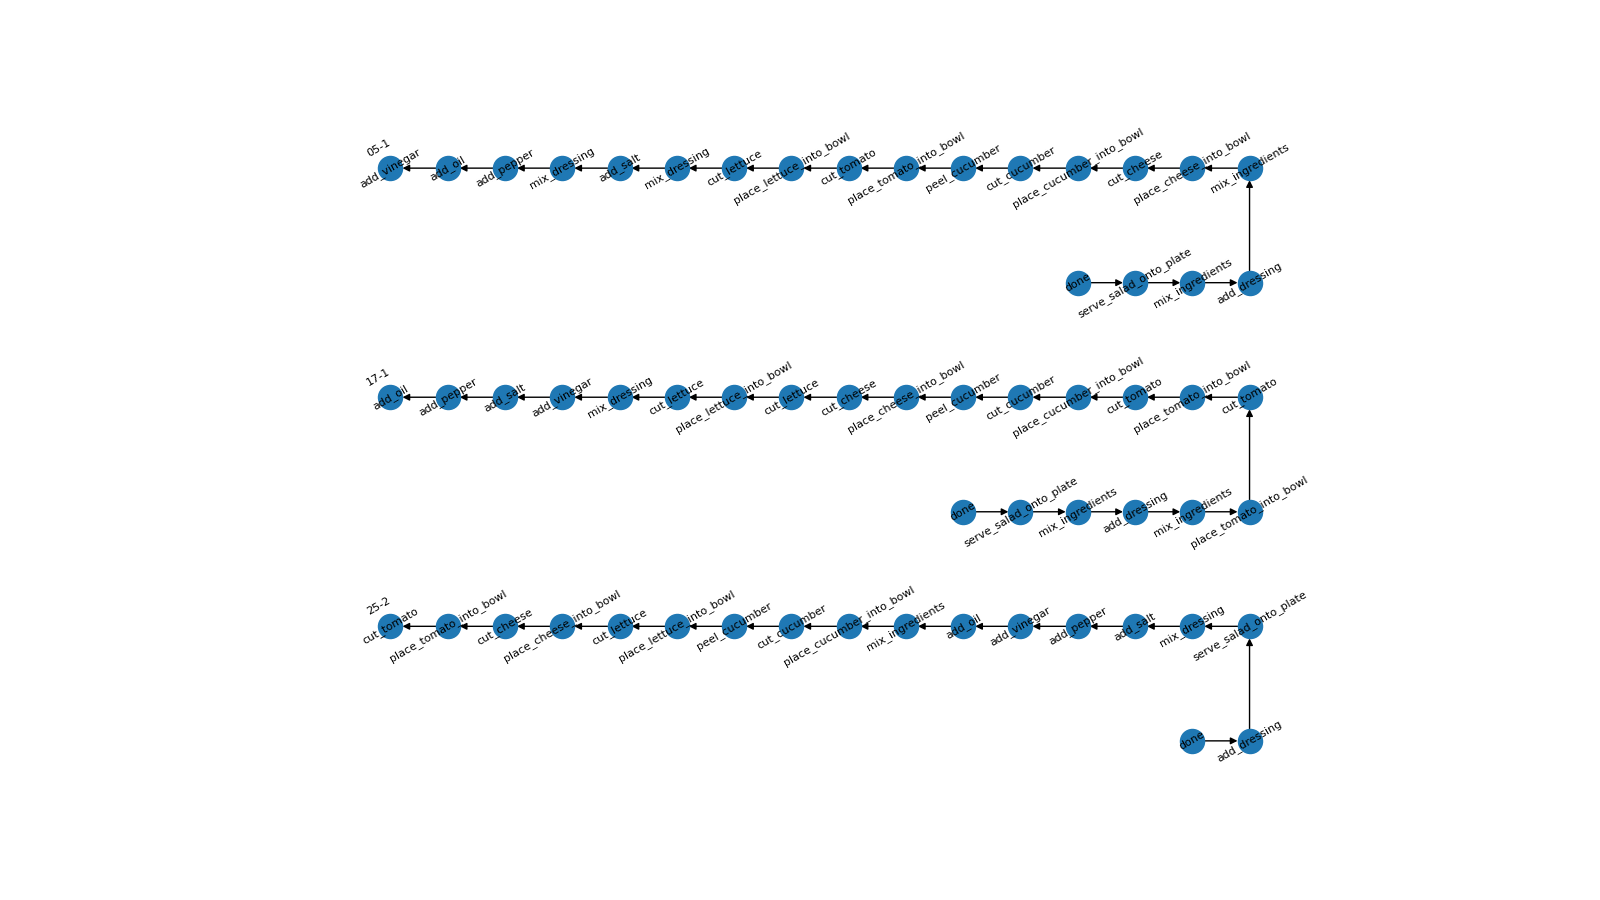 05-1
add_vinegar
add_oil
add_pepper
mix_dressing
add_salt
mix_dressing
cut_lettuce
place_lettuce_into_bowl
cut_tomato
place_tomato_into_bowl
peel_cucumber
cut_cucumber
place_cucumber_into_bowl
cut_cheese
place_cheese_into_bowl
mix_ingredients
done
serve_salad_onto_plate
mix_ingredients
add_dressing
17-1
add_oil
add_pepper
add_salt
add_vinegar
mix_dressing
cut_lettuce
place_lettuce_into_bowl
cut_lettuce
cut_cheese
place_cheese_into_bowl
peel_cucumber
cut_cucumber
place_cucumber_into_bowl
cut_tomato
place_tomato_into_bowl
cut_tomato
done
serve_salad_onto_plate
mix_ingredients
add_dressing
mix_ingredients
place_tomato_into_bowl
25-2
cut_tomato
place_tomato_into_bowl
cut_cheese
place_cheese_into_bowl
cut_lettuce
place_lettuce_into_bowl
peel_cucumber
cut_cucumber
place_cucumber_into_bowl
mix_ingredients
add_oil
add_vinegar
add_pepper
add_salt
mix_dressing
serve_salad_onto_plate
done
add_dressing